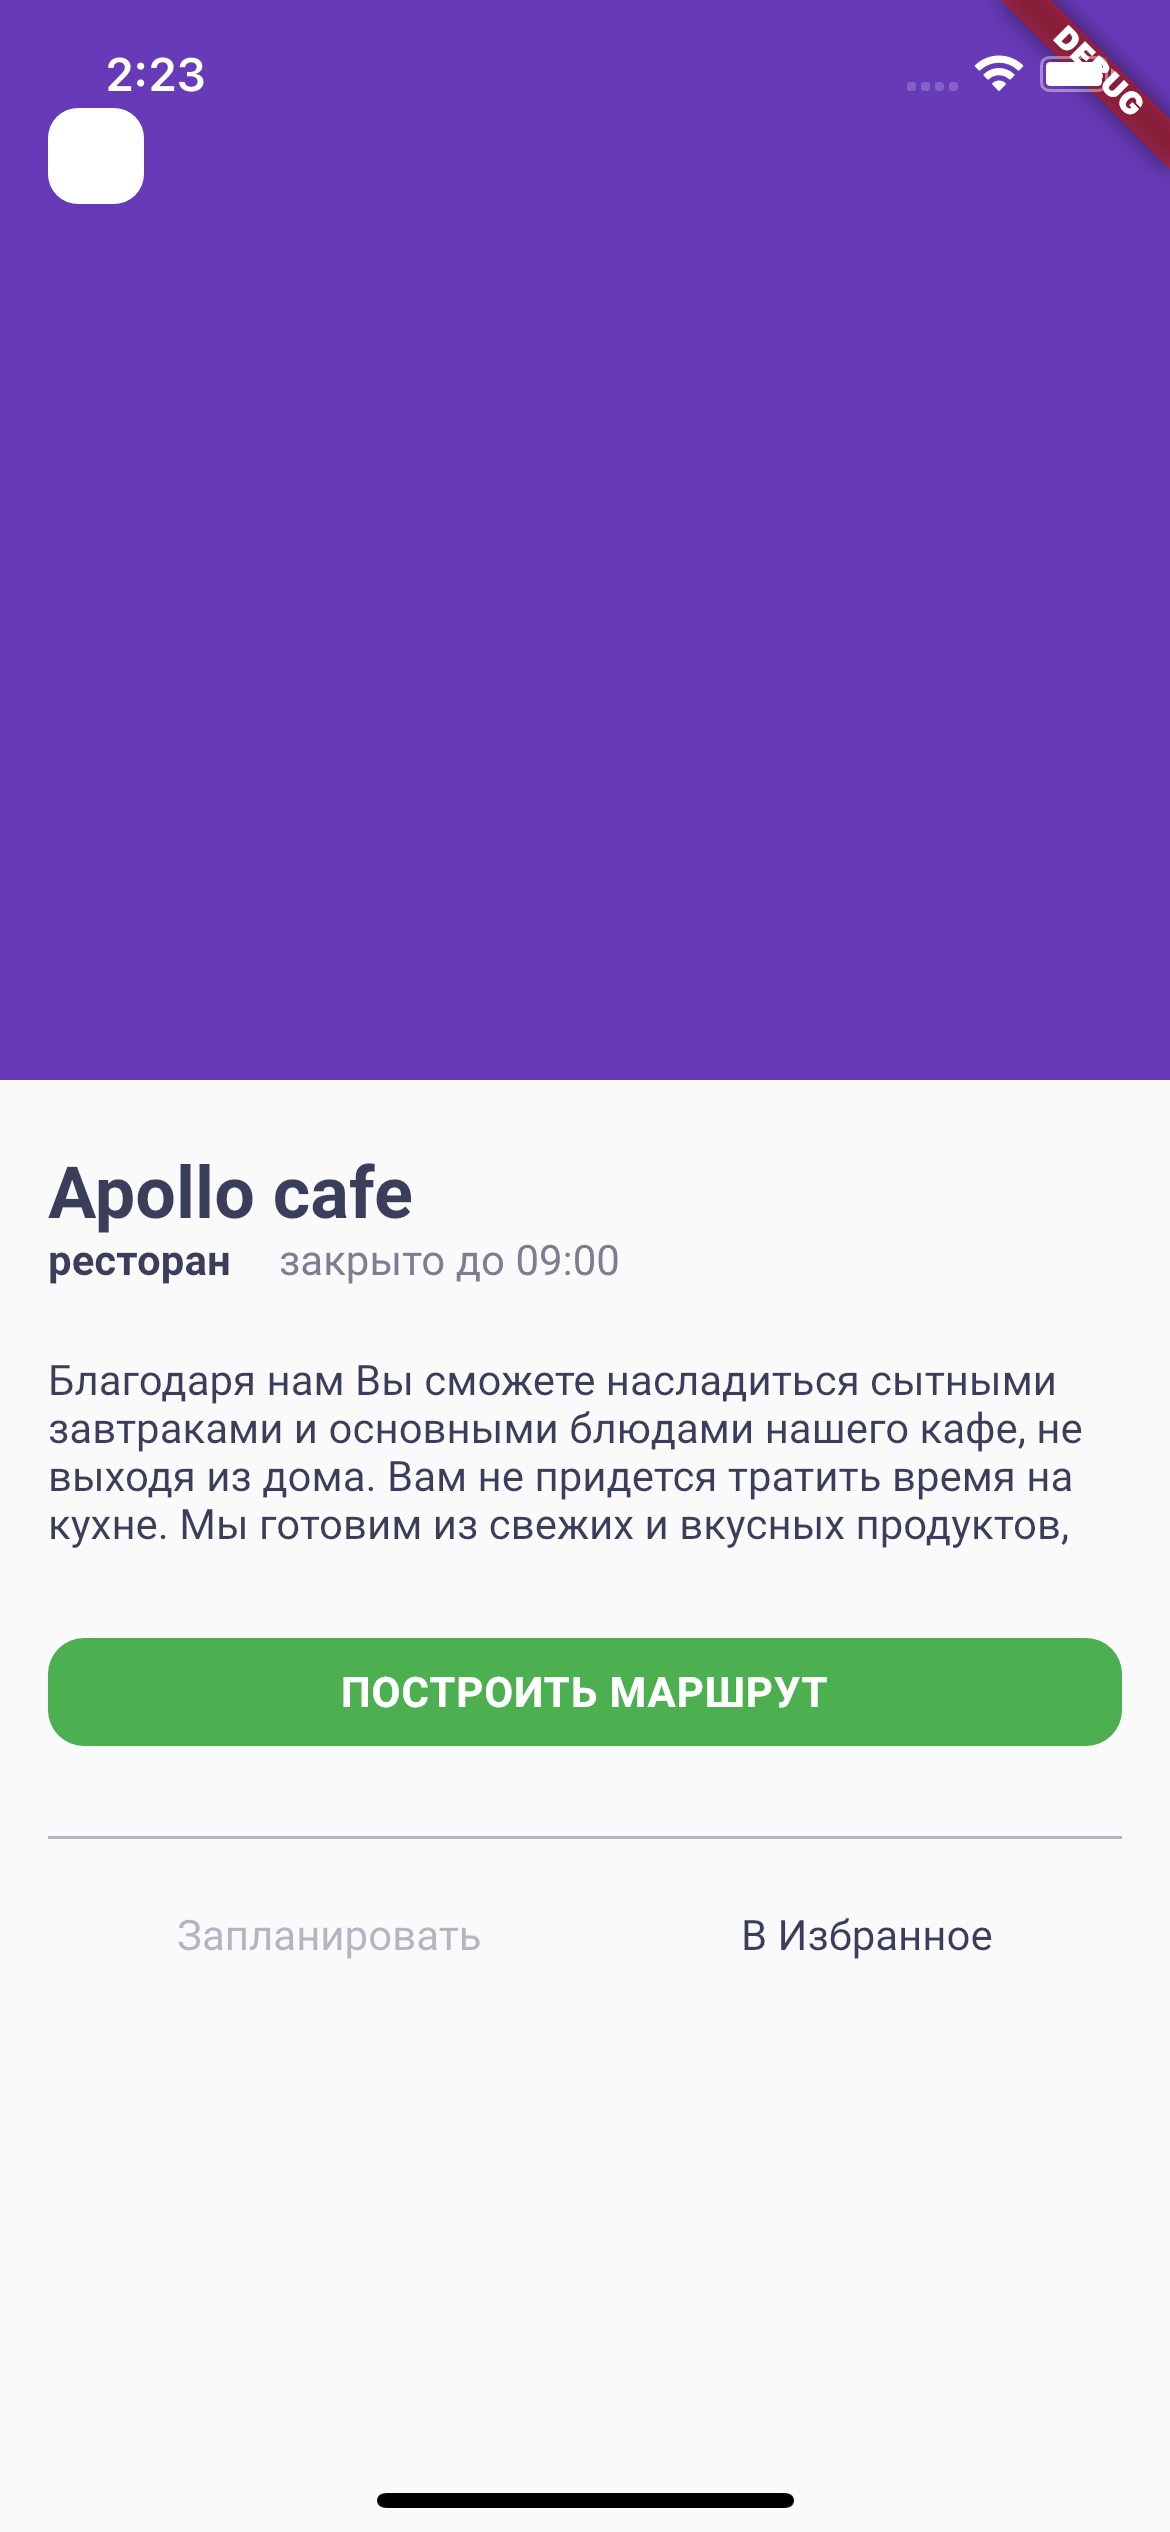 2:23
DEBUG
Apollo cafe
ресторан закрыто до 09:00
Благодаря нам Вы сможете насладиться сытными
завтраками и основными блюдами нашего кафе, не
выходя из дома. Вам не придется тратить время на
кухне. Мы готовим из свежих и вкусных продуктов,
ПОСТРОИТЬ МАРШРУТ
Запланировать В Избранное